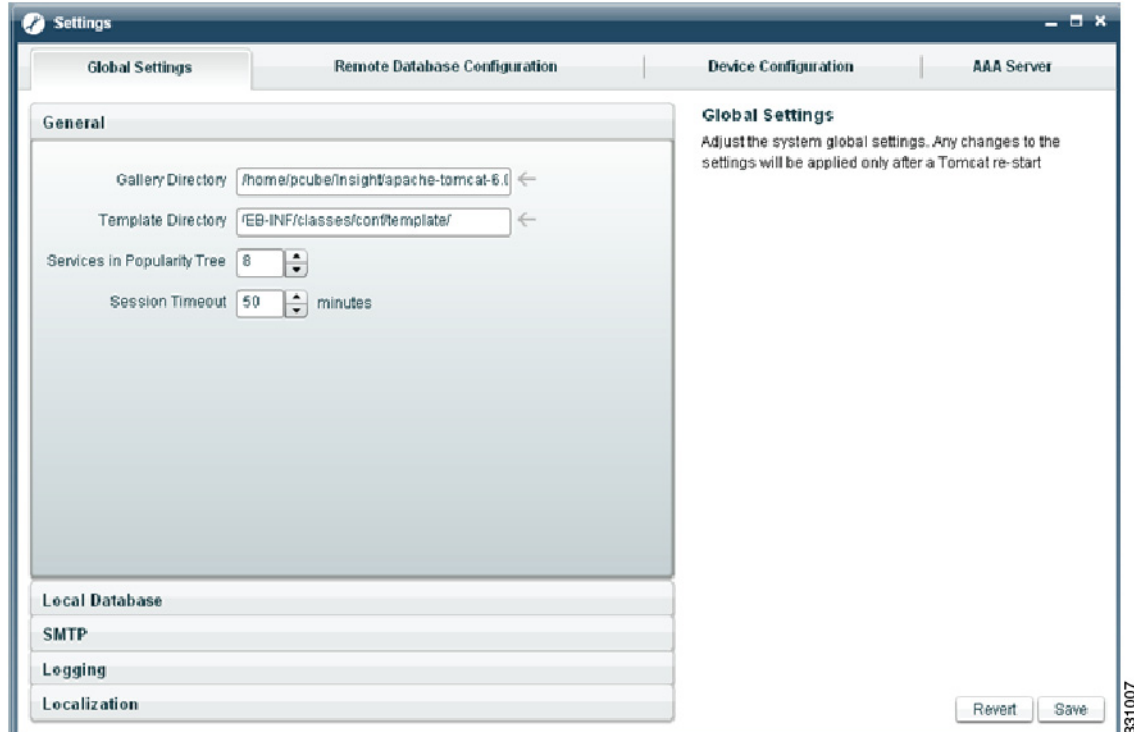 Settings
Global Settings
Remote Database Configuration
Device Configuration
AAA Server
General
Gallery Directory /home/pcube/Insight/apache-tomcat-6.0
Template Directory /EB-INF/classes/conf/template/
Services in Popularity Tree 8
Session Timeout 50 minutes
Local Database
SMTP
Logging
Localization
Global Settings
Adjust the system global settings. Any changes to the
settings will be applied only after a Tomcat re-start
Revert
Save
331007